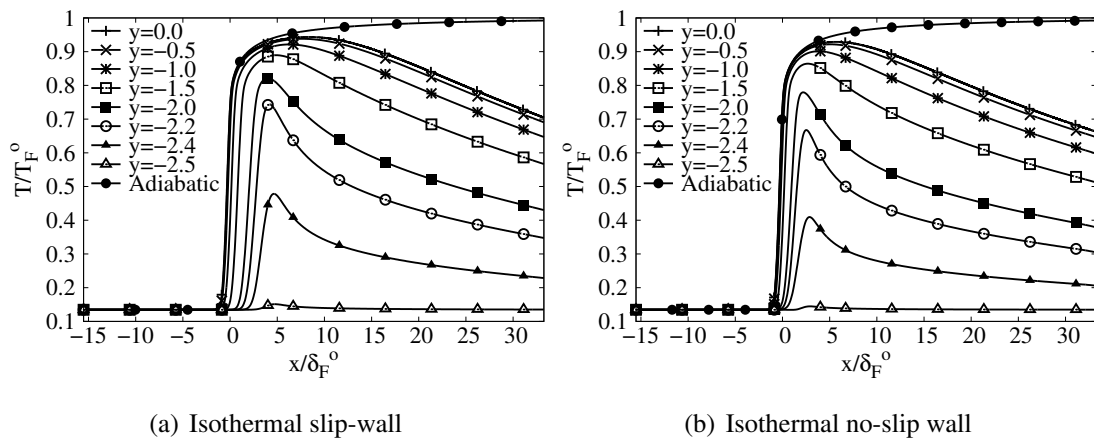 1
0.9
0.8
0.7
0.6
0.5
0.4
0.3
0.2
0.1
T/T_F^o
y=0.0
y=−0.5
y=−1.0
y=−1.5
y=−2.0
y=−2.2
y=−2.4
y=−2.5
Adiabatic
−15 −10 −5 0 5 10 15 20 25 30
x/δ_F^o
(a) Isothermal slip-wall
1
0.9
0.8
0.7
0.6
0.5
0.4
0.3
0.2
0.1
T/T_F^o
y=0.0
y=−0.5
y=−1.0
y=−1.5
y=−2.0
y=−2.2
y=−2.4
y=−2.5
Adiabatic
−15 −10 −5 0 5 10 15 20 25 30
x/δ_F^o
(b) Isothermal no-slip wall